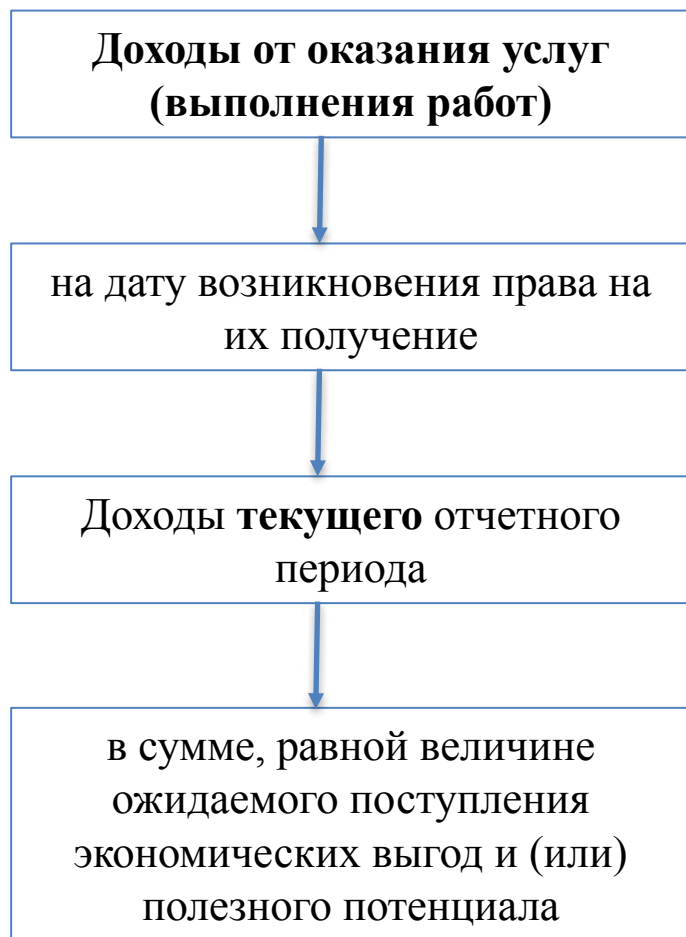 Доходы от оказания услуг
(выполнения работ)
на дату возникновения права на
их получение
Доходы текущего отчетного
периода
в сумме, равной величине
ожидаемого поступления
экономических выгод и (или)
полезного потенциала